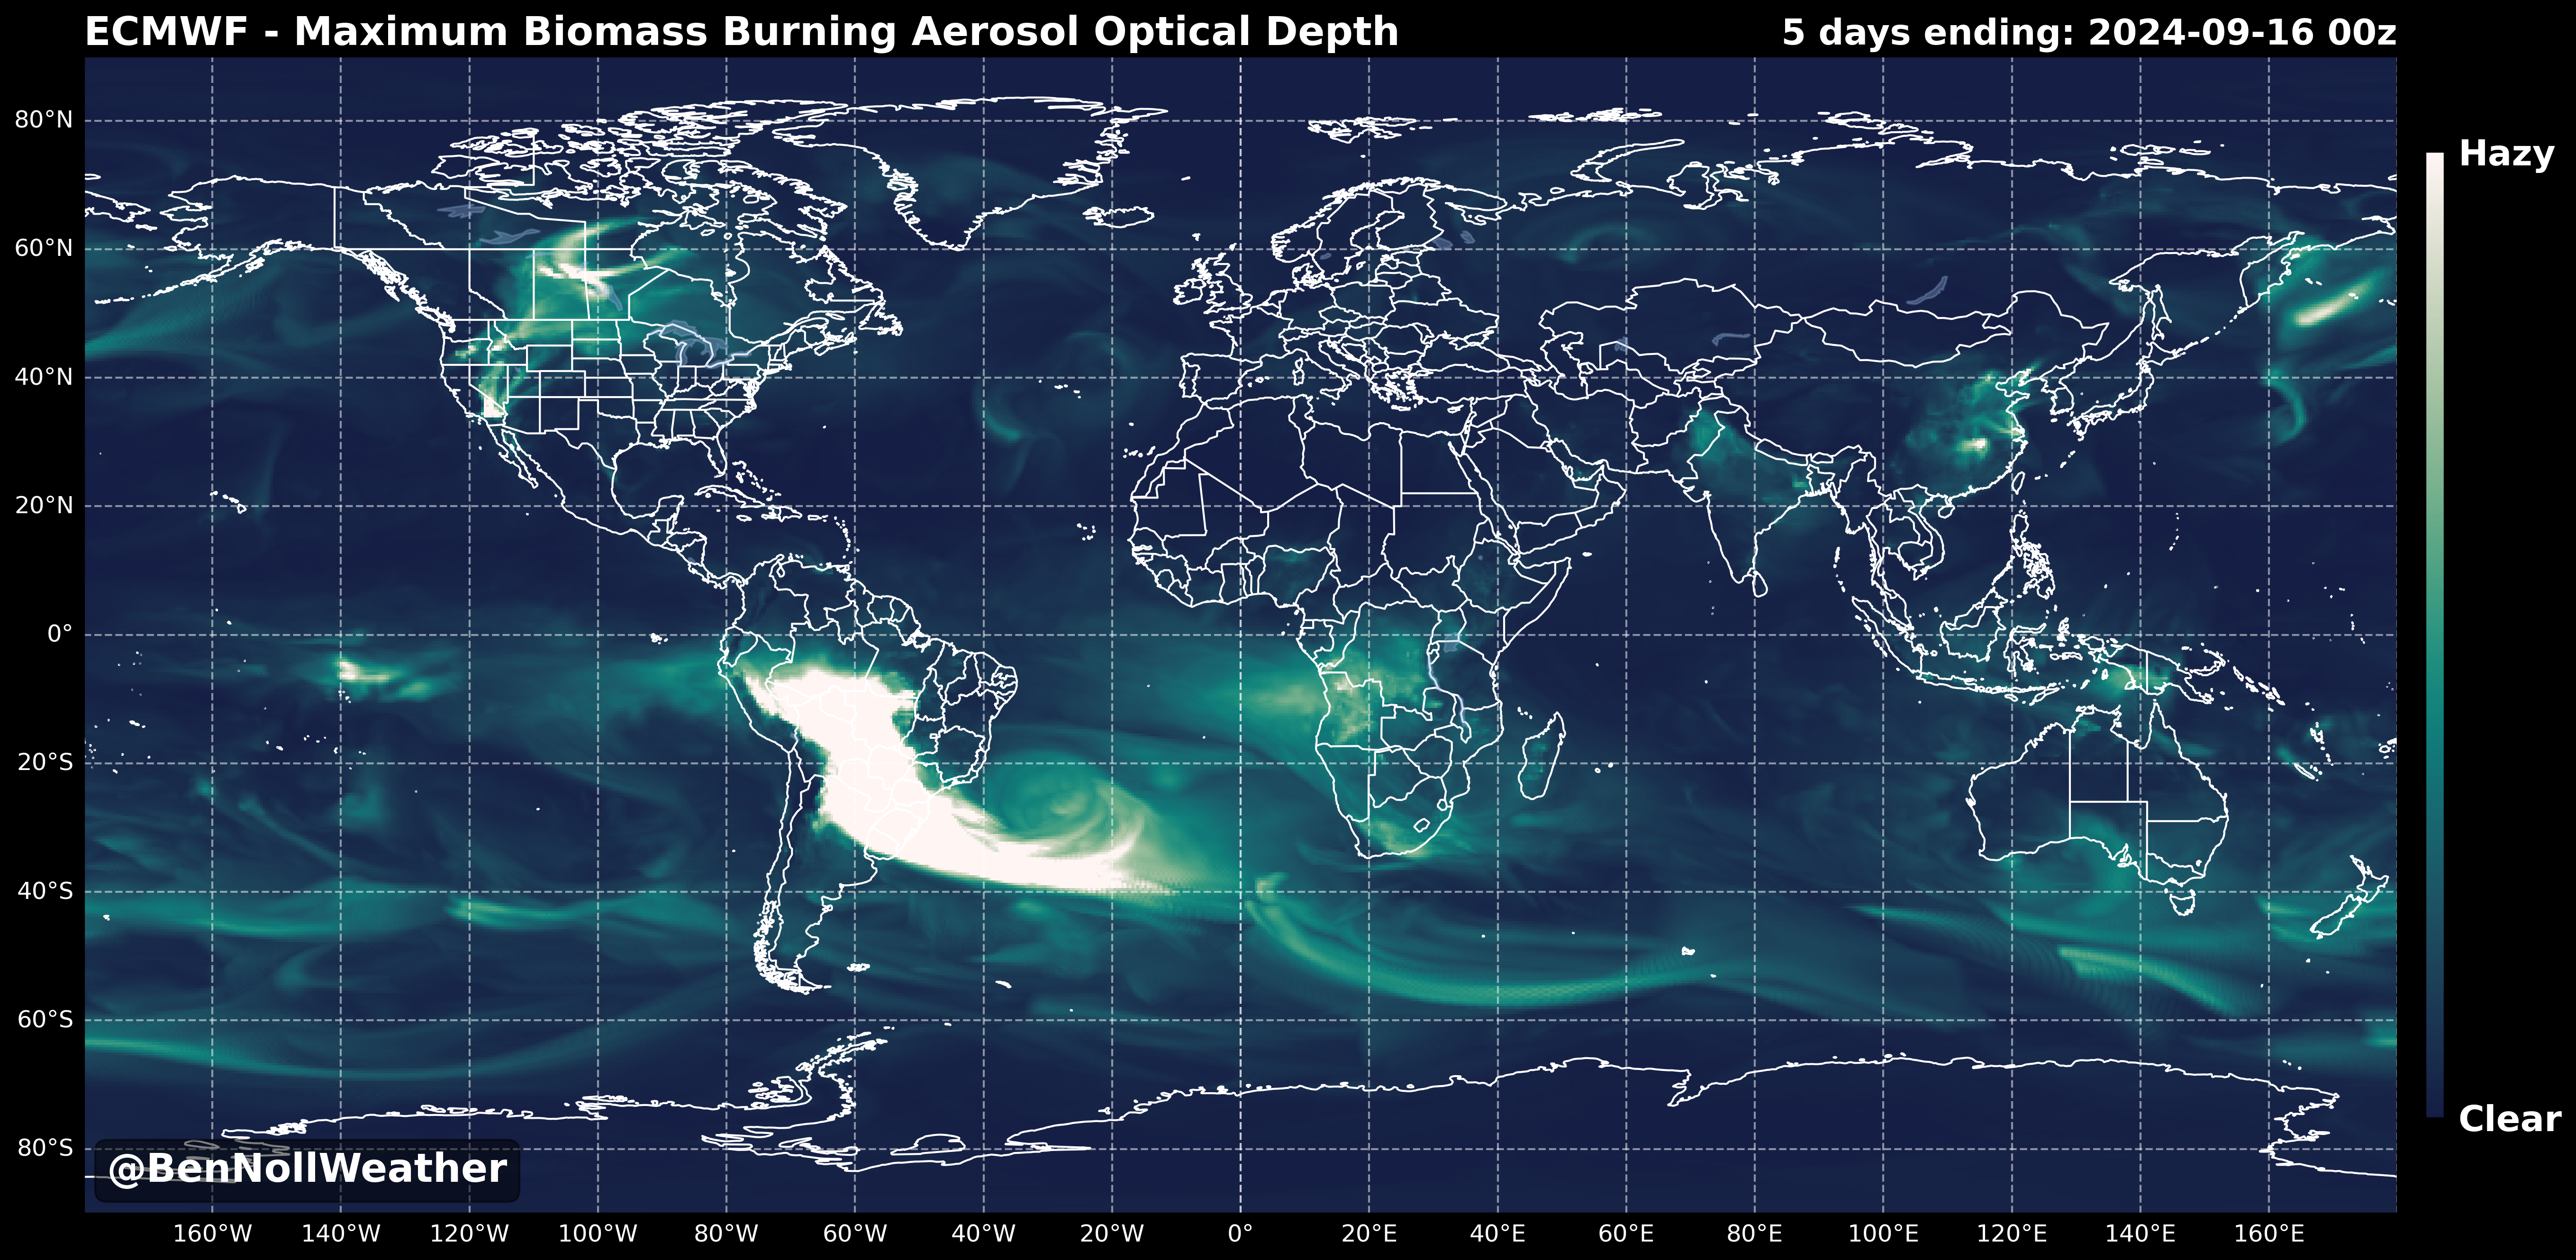 ECMWF - Maximum Biomass Burning Aerosol Optical Depth
5 days ending: 2024-09-16 00z
80°N
60°N
40°N
20°N
0°
20°S
40°S
60°S
80°S
Hazy
Clear
@BenNollWeather
160°W 140°W 120°W 100°W 80°W 60°W 40°W 20°W 0° 20°E 40°E 60°E 80°E 100°E 120°E 140°E 160°E